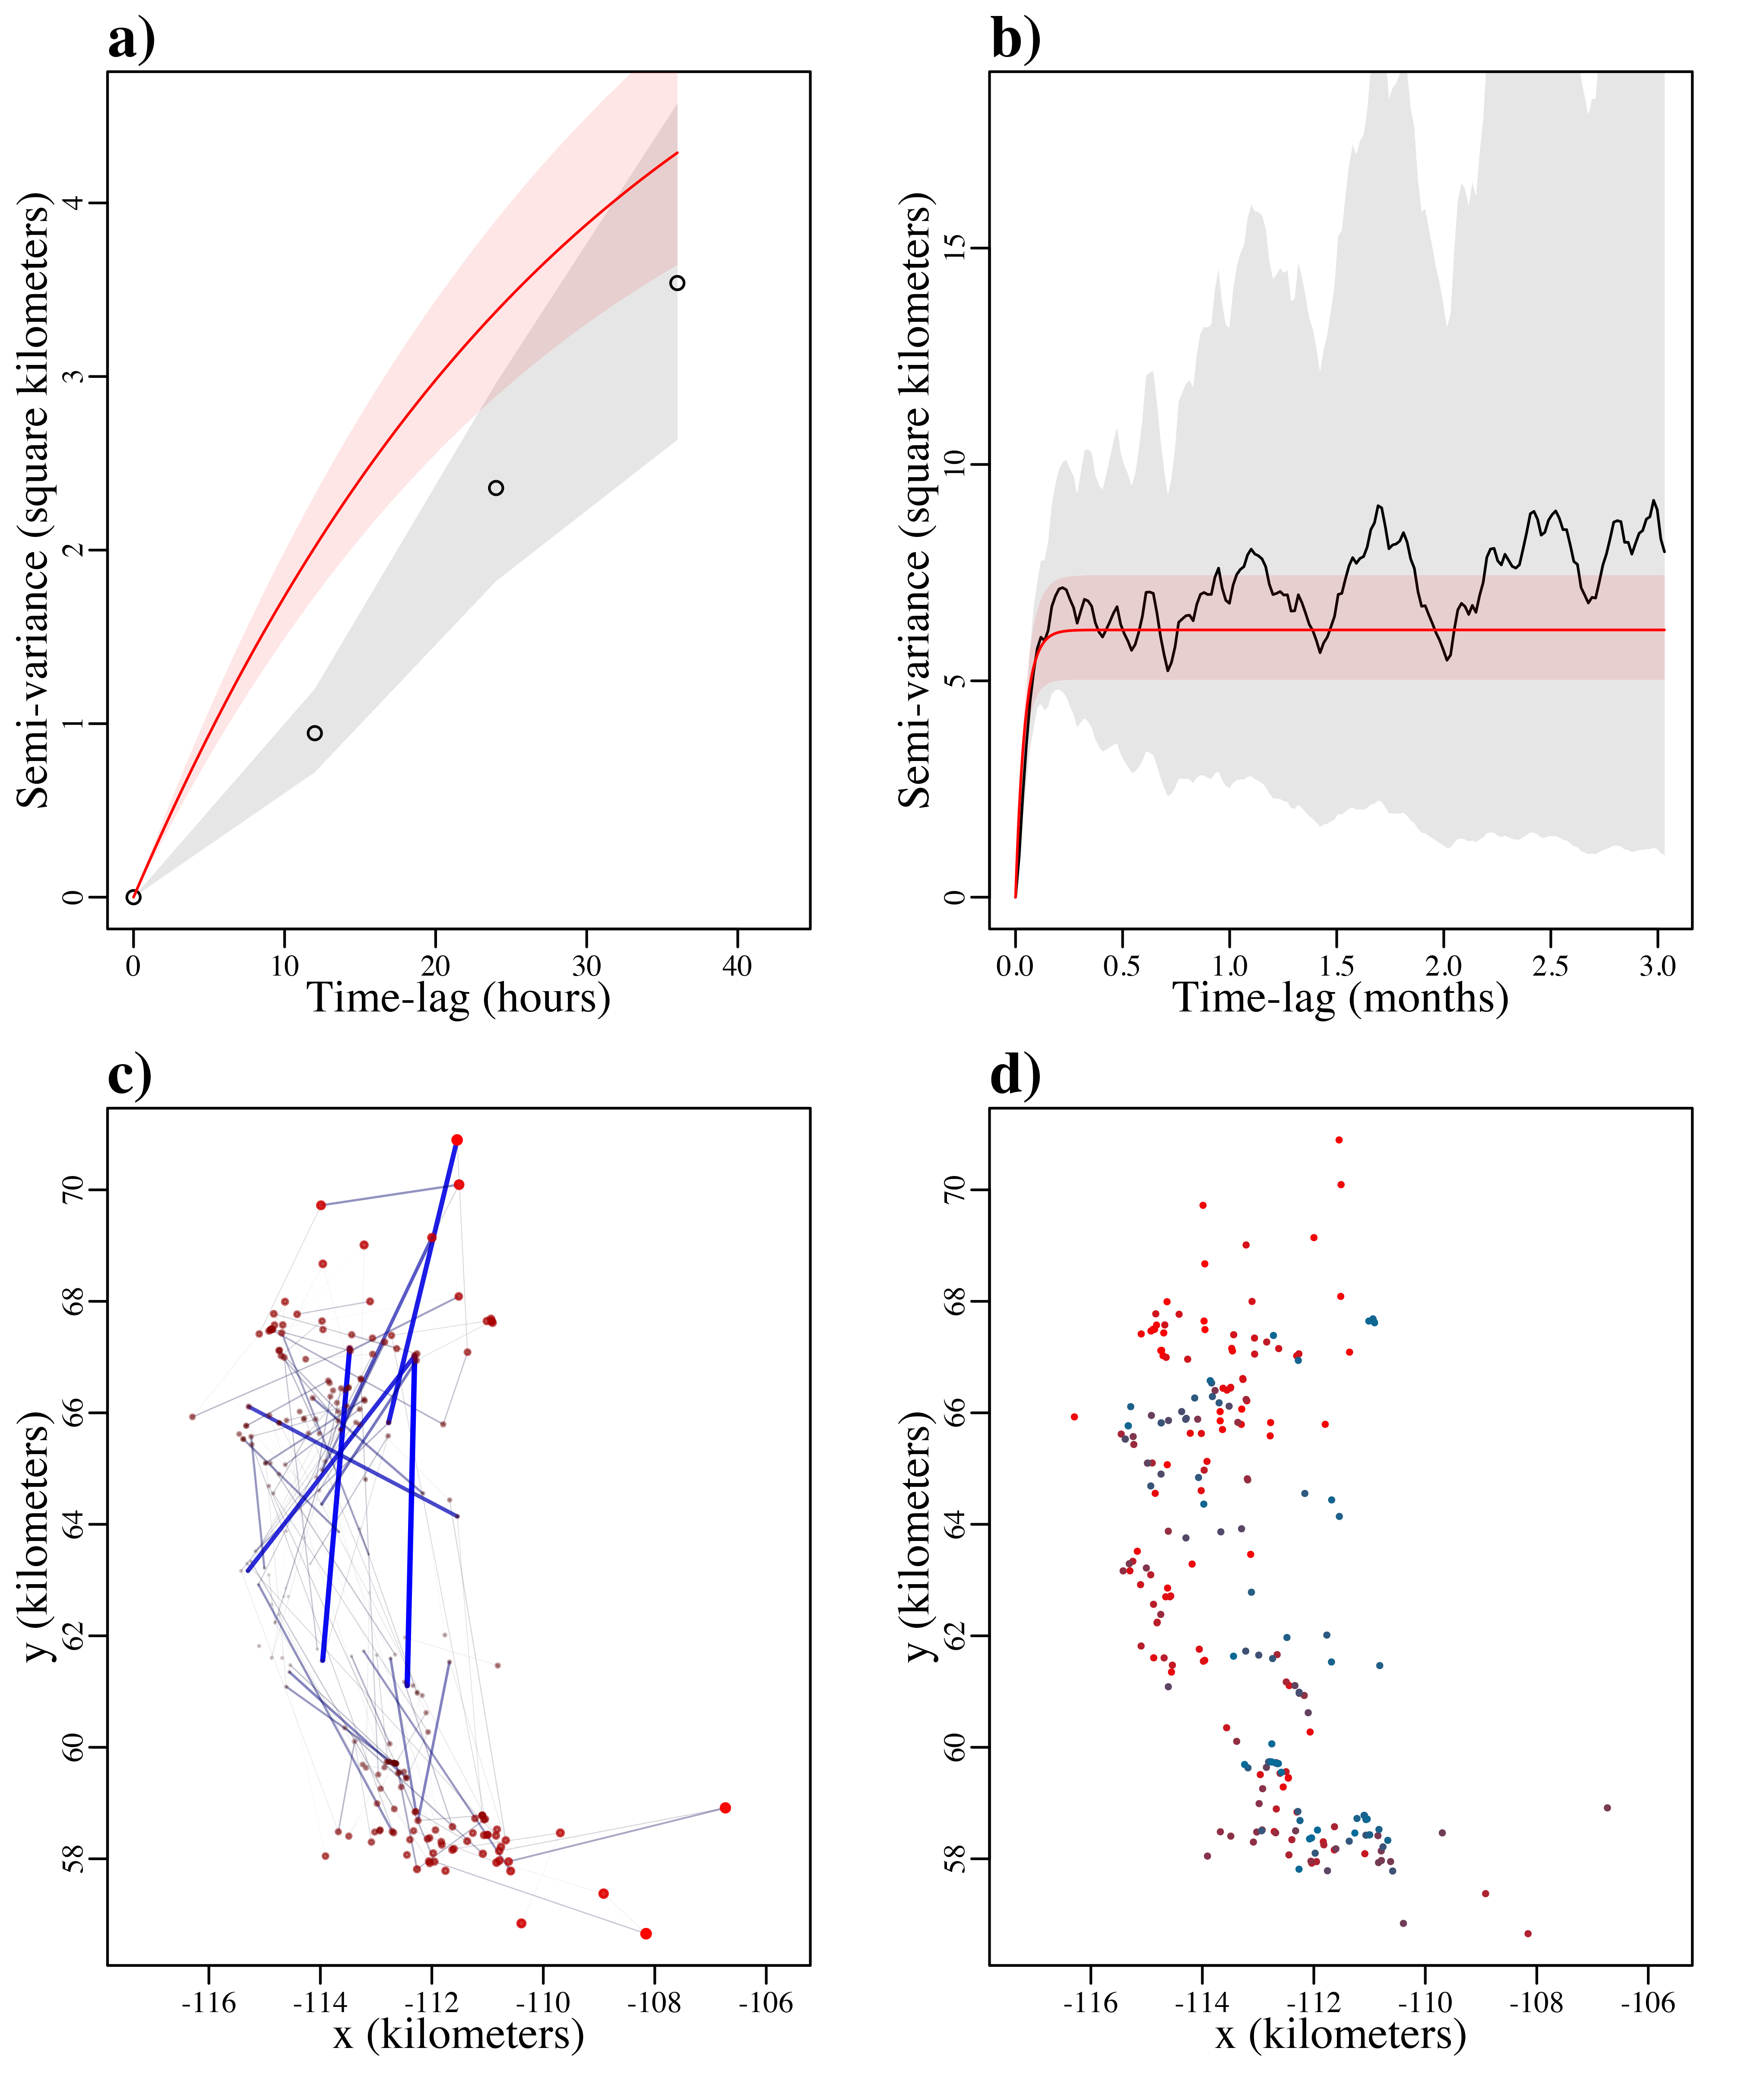 a)
Semi-variance (square kilometers)
4
3
2
1
0
0 10 20 30 40
Time-lag (hours)
b)
Semi-variance (square kilometers)
15
10
5
0
0.0 0.5 1.0 1.5 2.0 2.5 3.0
Time-lag (months)
c)
y (kilometers)
70
68
66
64
62
60
58
-116 -114 -112 -110 -108 -106
x (kilometers)
d)
y (kilometers)
70
68
66
64
62
60
58
-116 -114 -112 -110 -108 -106
x (kilometers)